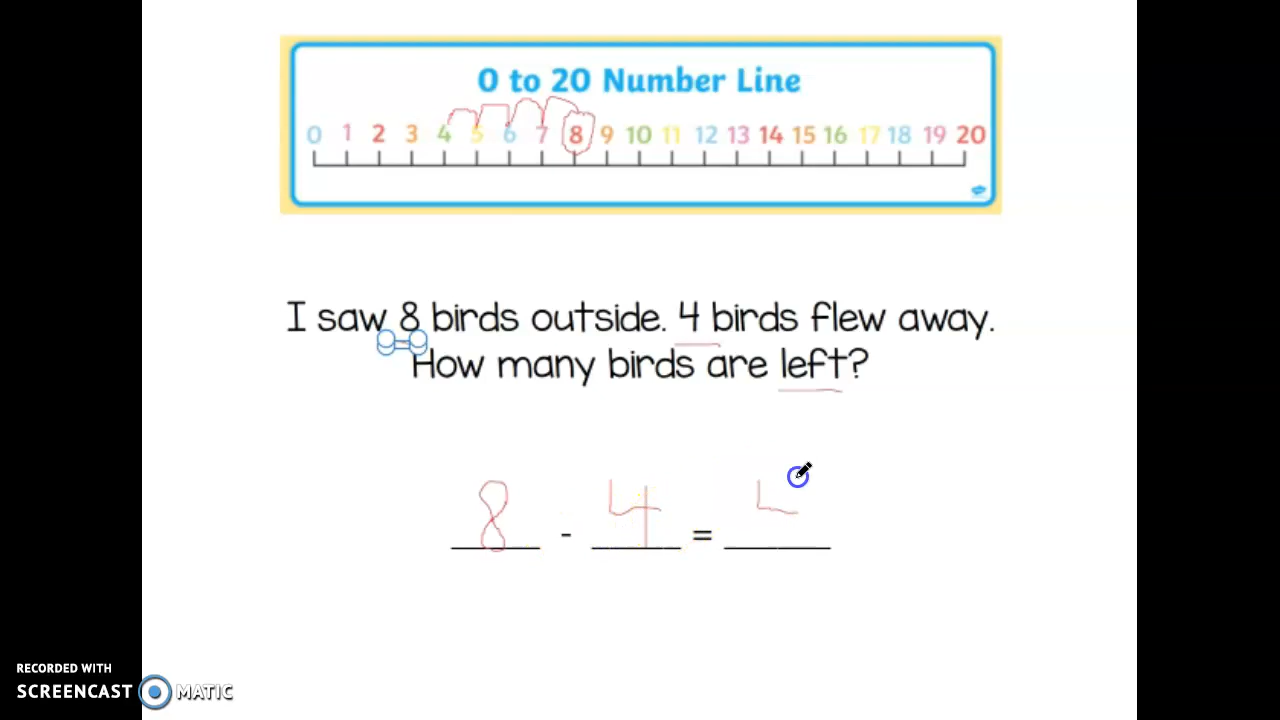 0 to 20 Number Line
0 1 2 3 4 5 6 7 8 9 10 11 12 13 14 15 16 17 18 19 20
I saw 8 birds outside. 4 birds flew away.
How many birds are left?
8 - 4 =
RECORDED WITH
SCREENCAST MATIC